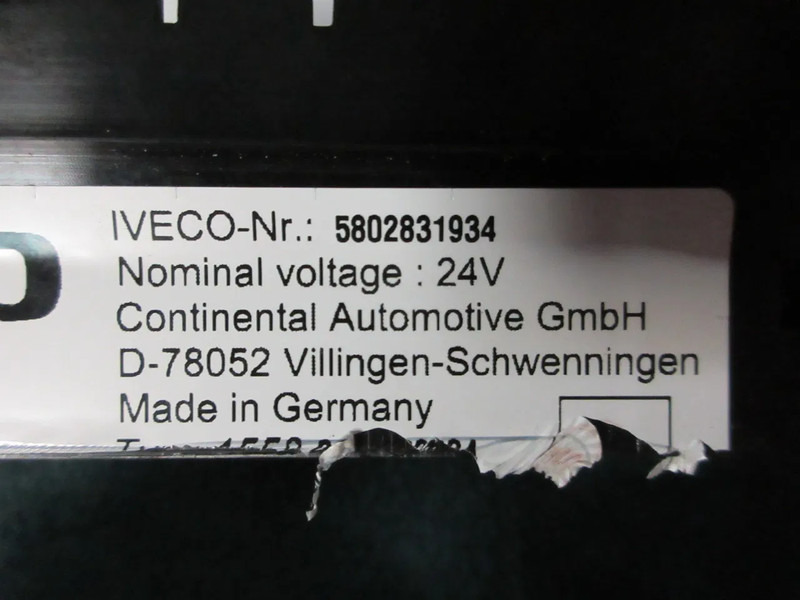 IVECO-Nr.: 5802831934
Nominal voltage : 24V
Continental Automotive GmbH
D-78052 Villingen-Schwenningen
Made in Germany